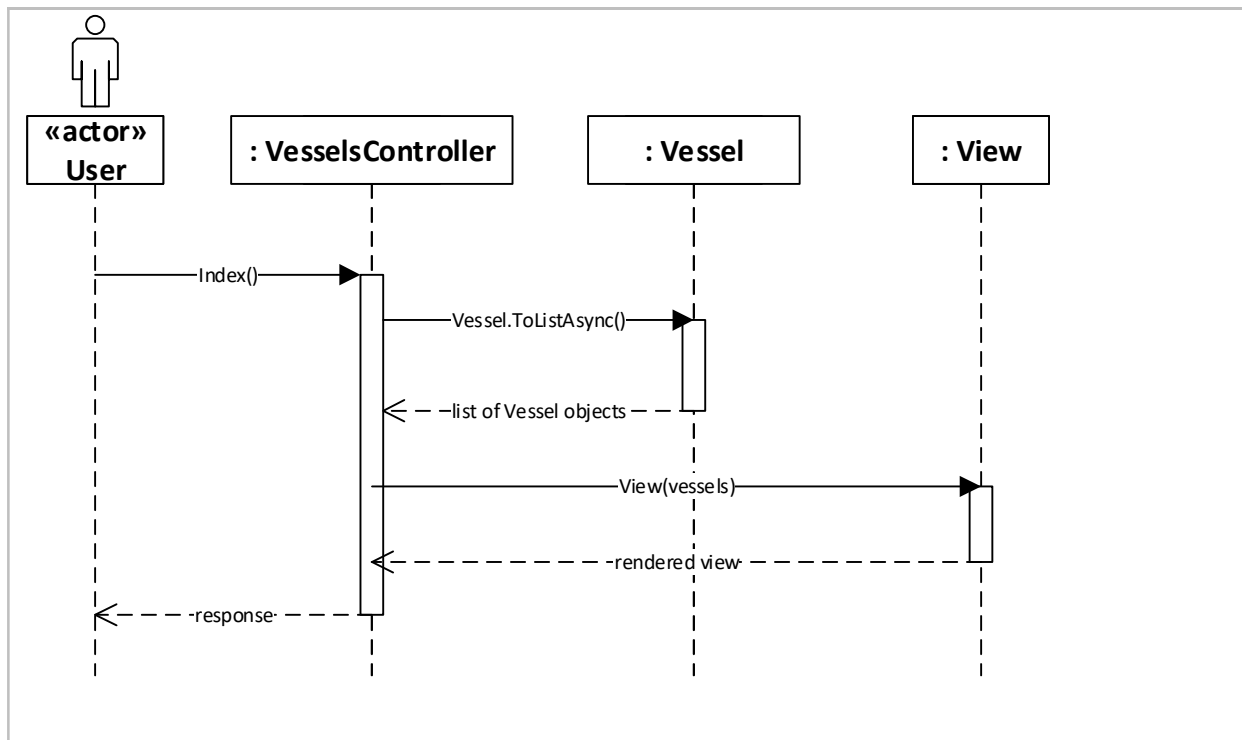 «actor»
User
: VesselsController
: Vessel
: View
Index()
Vessel.ToListAsync()
list of Vessel objects
View(vessels)
rendered view
response